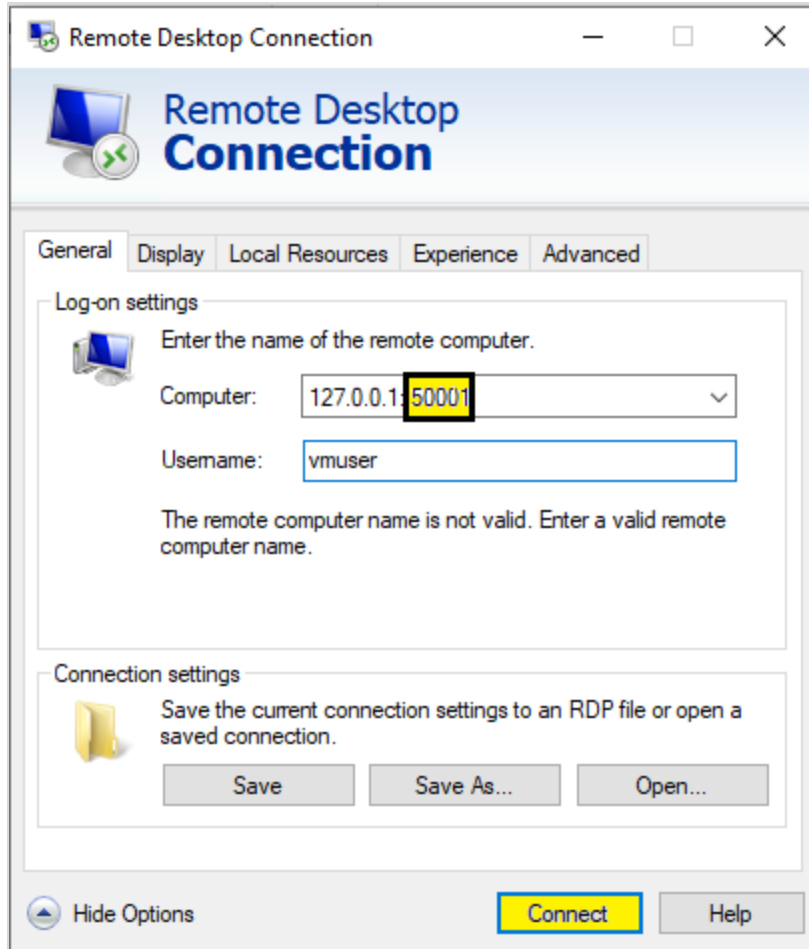 Remote Desktop Connection
Remote Desktop
Connection
General Display Local Resources Experience Advanced
Log-on settings
Enter the name of the remote computer.
Computer: 127.0.0.1:50001
Username: vmuser
The remote computer name is not valid. Enter a valid remote
computer name.
Connection settings
Save the current connection settings to an RDP file or open a
saved connection.
Save Save As... Open...
Hide Options Connect Help